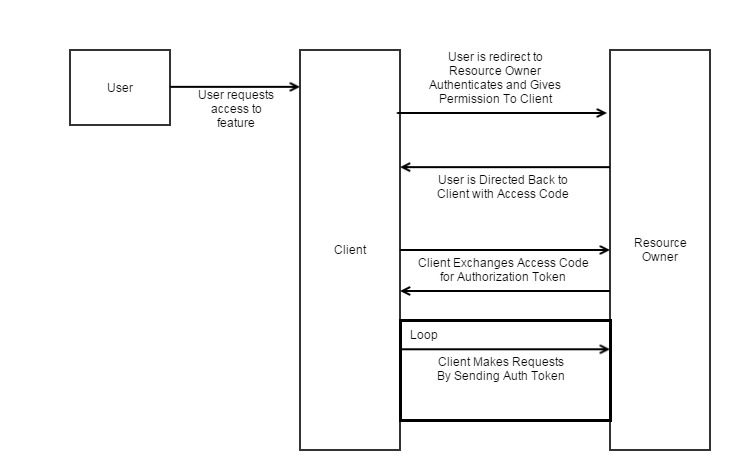 User
User requests
access to
feature
User is redirect to
Resource Owner
Authenticates and Gives
Permission To Client
User is Directed Back to
Client with Access Code
Client
Resource
Owner
Client Exchanges Access Code
for Authorization Token
Loop
Client Makes Requests
By Sending Auth Token